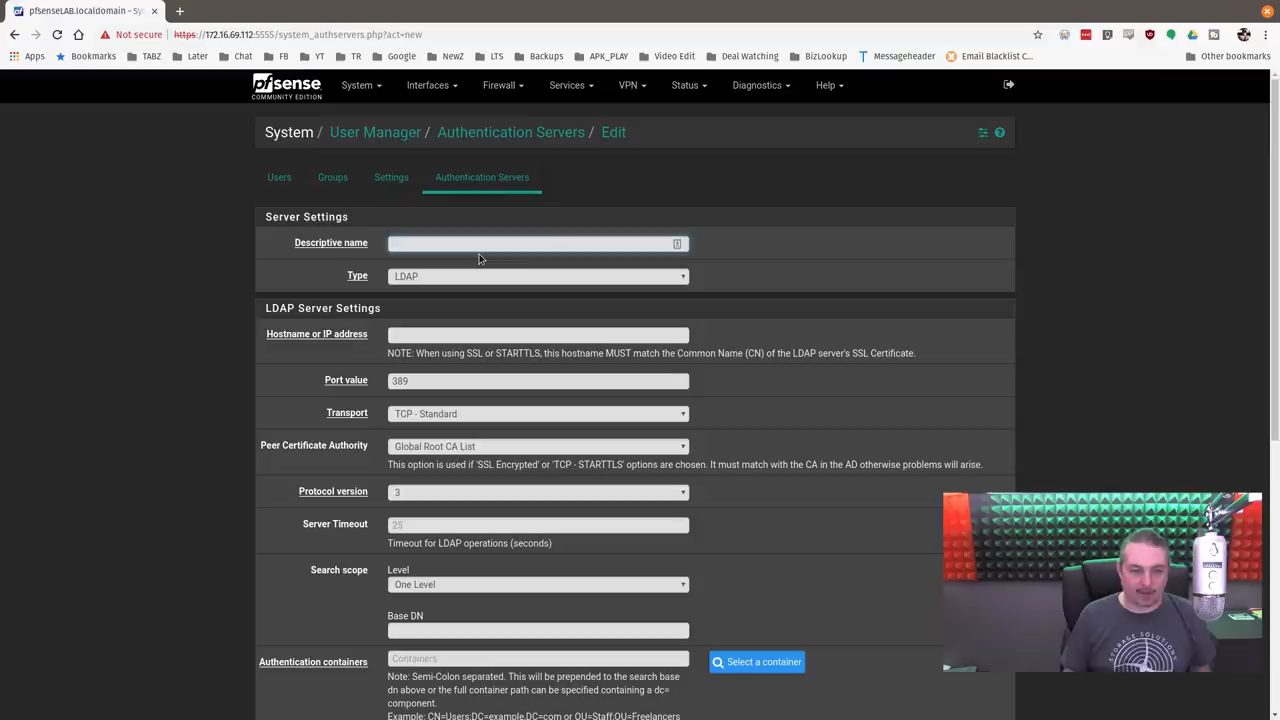 pfsenseLAB.localdomain - Sy
Not secure https://172.16.69.112:5555/system_authservers.php?act=new
Apps Bookmarks TABZ Later Chat FB YT TR Google NewZ LTS Backups APK_PLAY Video Edit Deal Watching BizLookup Messageheader Email Blacklist C... Other bookmarks
pfsense COMMUNITY EDITION
System Interfaces Firewall Services VPN Status Diagnostics Help
System / User Manager / Authentication Servers / Edit
Users Groups Settings Authentication Servers
Server Settings
Descriptive name
Type LDAP
LDAP Server Settings
Hostname or IP address
NOTE: When using SSL or STARTTLS, this hostname MUST match the Common Name (CN) of the LDAP server's SSL Certificate.
Port value 389
Transport TCP - Standard
Peer Certificate Authority Global Root CA List
This option is used if 'SSL Encrypted' or 'TCP - STARTTLS' options are chosen. It must match with the CA in the AD otherwise problems will arise.
Protocol version 3
Server Timeout 25
Timeout for LDAP operations (seconds)
Search scope Level
One Level
Base DN
Authentication containers Containers Select a container
Note: Semi-Colon separated. This will be prepended to the search base
dn above or the full container path can be specified containing a dc=
component.
Example: CN=Users;DC=example,DC=com or OU=Staff;OU=Freelancers
STORAGE SOLUTIONS